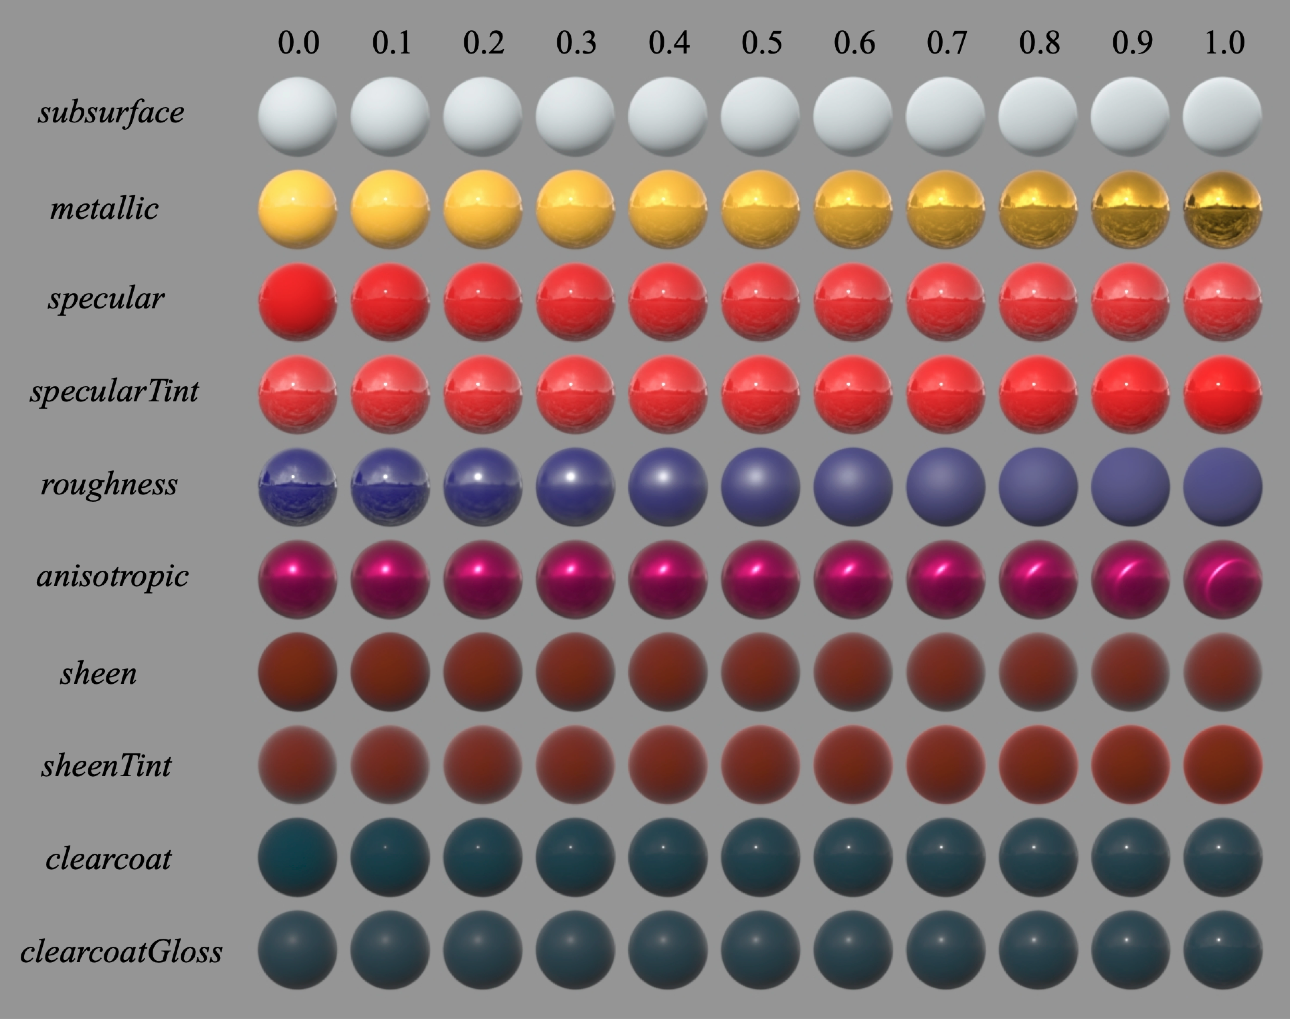 0.0 0.1 0.2 0.3 0.4 0.5 0.6 0.7 0.8 0.9 1.0
subsurface
metallic
specular
specularTint
roughness
anisotropic
sheen
sheenTint
clearcoat
clearcoatGloss